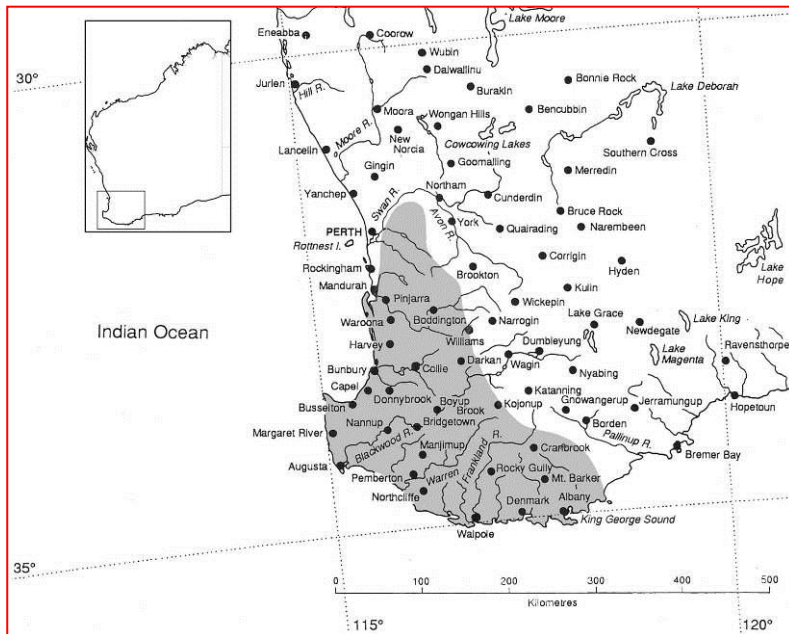 Eneabba
Coorow
Lake Moore
Wubin
30°
Dalwallinu
Bonnie Rock
Lake Deborah
Jurien
Hill R.
Burakin
Moora
Wongan Hills
Bencubbin
Moore R.
New
Norcia
Cowcowing Lakes
Southern Cross
Lancelin
Gingin
Goomalling
Merredin
Yanchep
Swan R.
Northam
Cunderdin
Bruce Rock
PERTH
Avon R.
York
Quairading
Narembeen
Rottnest I.
Corrigin
Rockingham
Brookton
Hyden
Lake
Hope
Mandurah
Pinjarra
Wickepin
Kulin
Indian Ocean
Waroona
Boddington
Narrogin
Lake Grace
Newdegate
Lake King
Harvey
Williams
Dumbleyung
Lake
Magenta
Ravensthorpe
Bunbury
Collie
Darkan
Wagin
Nyabing
Capel
Donnybrook
Boyup
Brook
Katanning
Gnowangerup
Jerramungup
Hopetoun
Busselton
Nannup
Bridgetown
Kojonup
Borden
Margaret River
Blackwood R.
Manjimup
Frankland R.
Cranbrook
Pallinup R.
Bremer Bay
Augusta
Pemberton
Warren
Rocky Gully
Mt. Barker
Northcliffe
Denmark
Albany
King George Sound
Walpole
35°
0
100
200
300
400
500
Kilometres
115°
120°